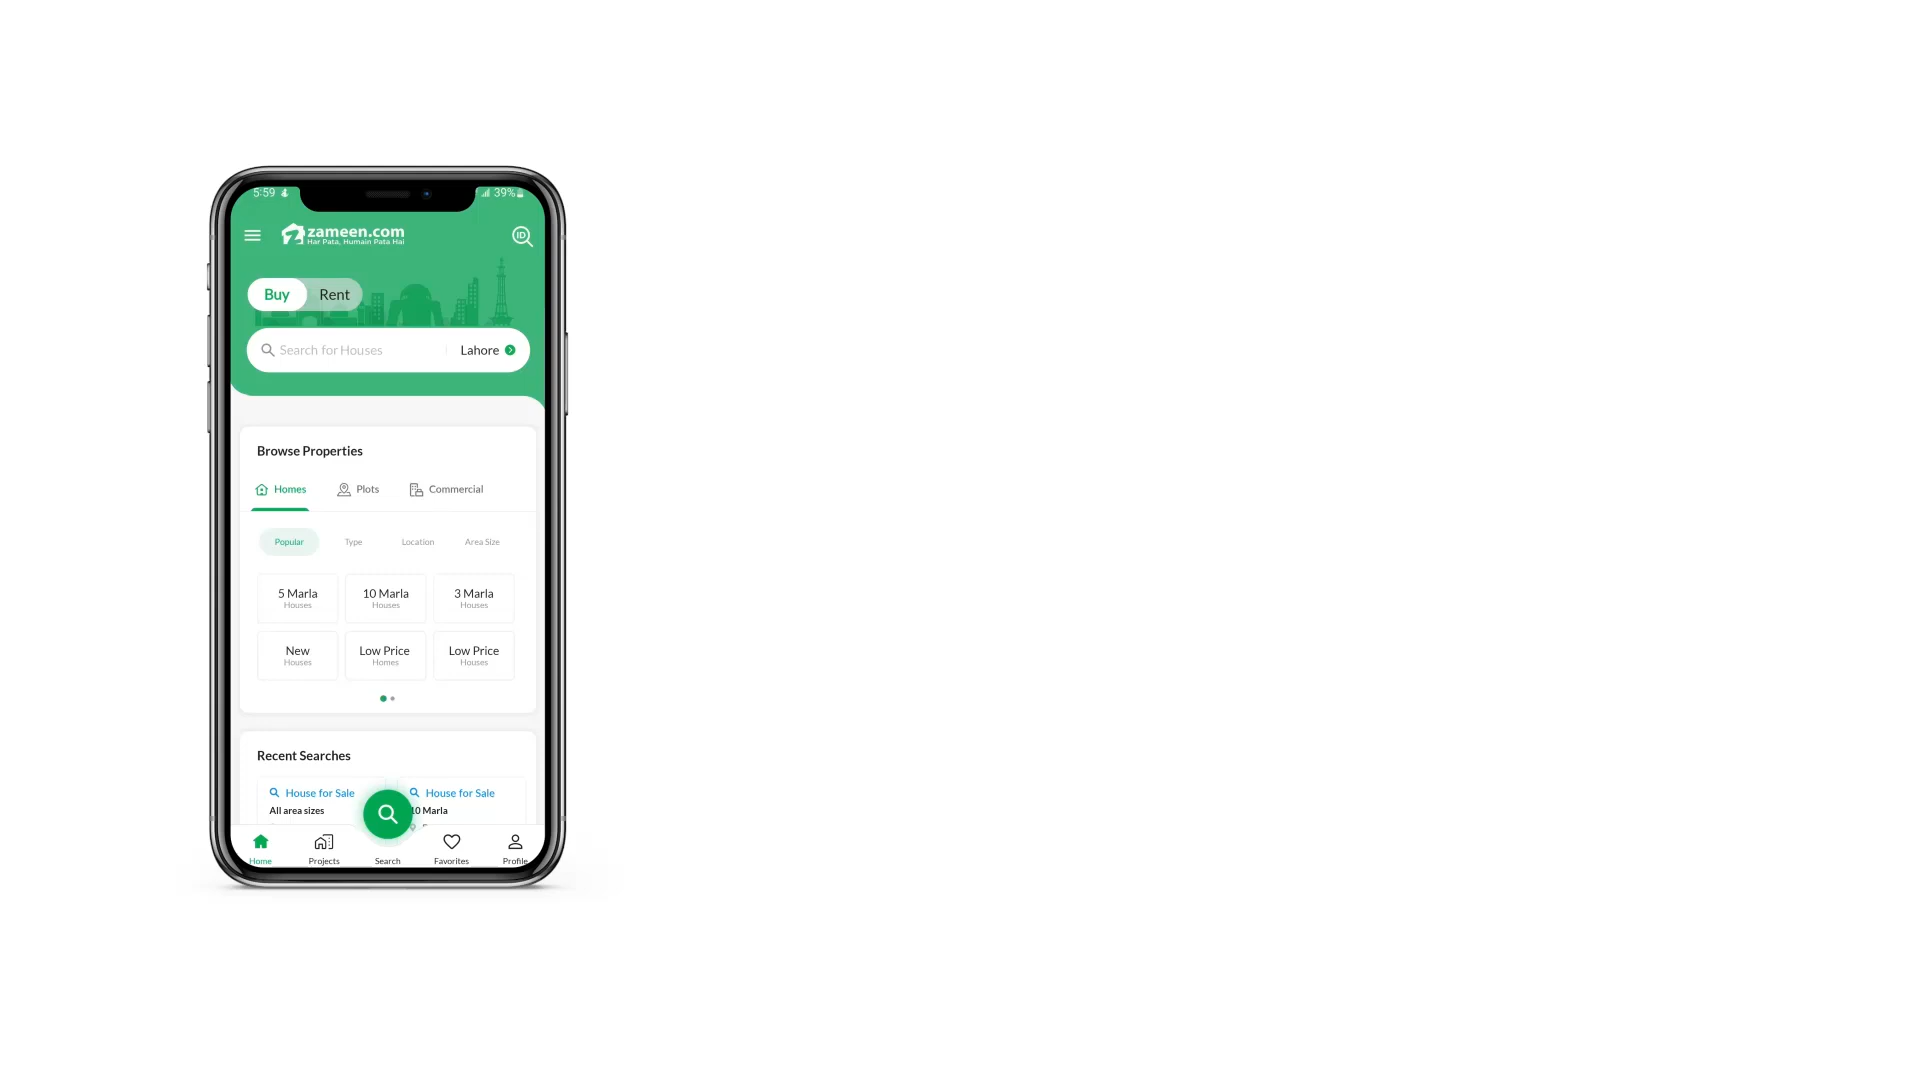 5:59
39%
zameen.com
Har Pata, Humain Pata Hai
ID
Buy Rent
Search for Houses Lahore
Browse Properties
Homes Plots Commercial
Popular Type Location Area Size
5 Marla 10 Marla 3 Marla
Houses Houses Houses
New Low Price Low Price
Houses Homes Houses
Recent Searches
House for Sale House for Sale
All area sizes 10 Marla
Home Projects Search Favorites Profile